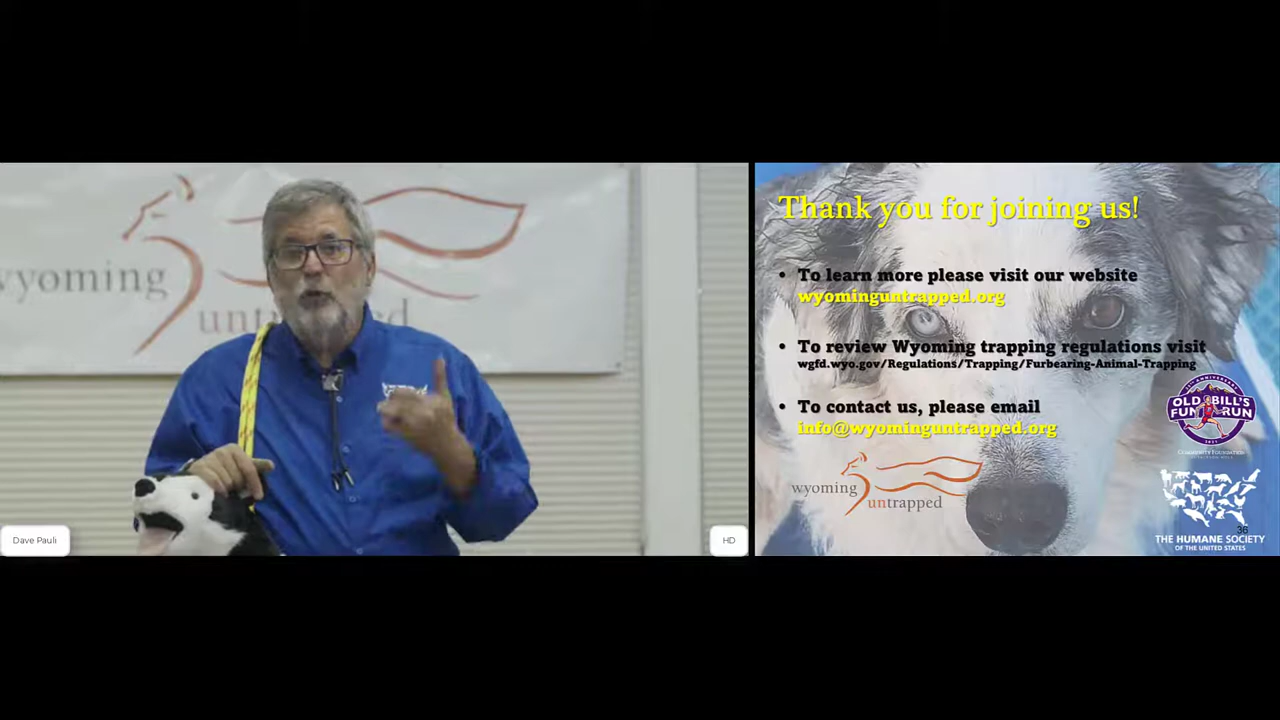 wyoming
untrapped
Dave Pauli
HD
Thank you for joining us!
• To learn more please visit our website
wyominguntrapped.org
• To review Wyoming trapping regulations visit
wgfd.wyo.gov/Regulations/Trapping/Furbearing-Animal-Trapping
• To contact us, please email
info@wyominguntrapped.org
wyoming
untrapped
OLD BILL'S
FUN RUN
36
THE HUMANE SOCIETY
OF THE UNITED STATES